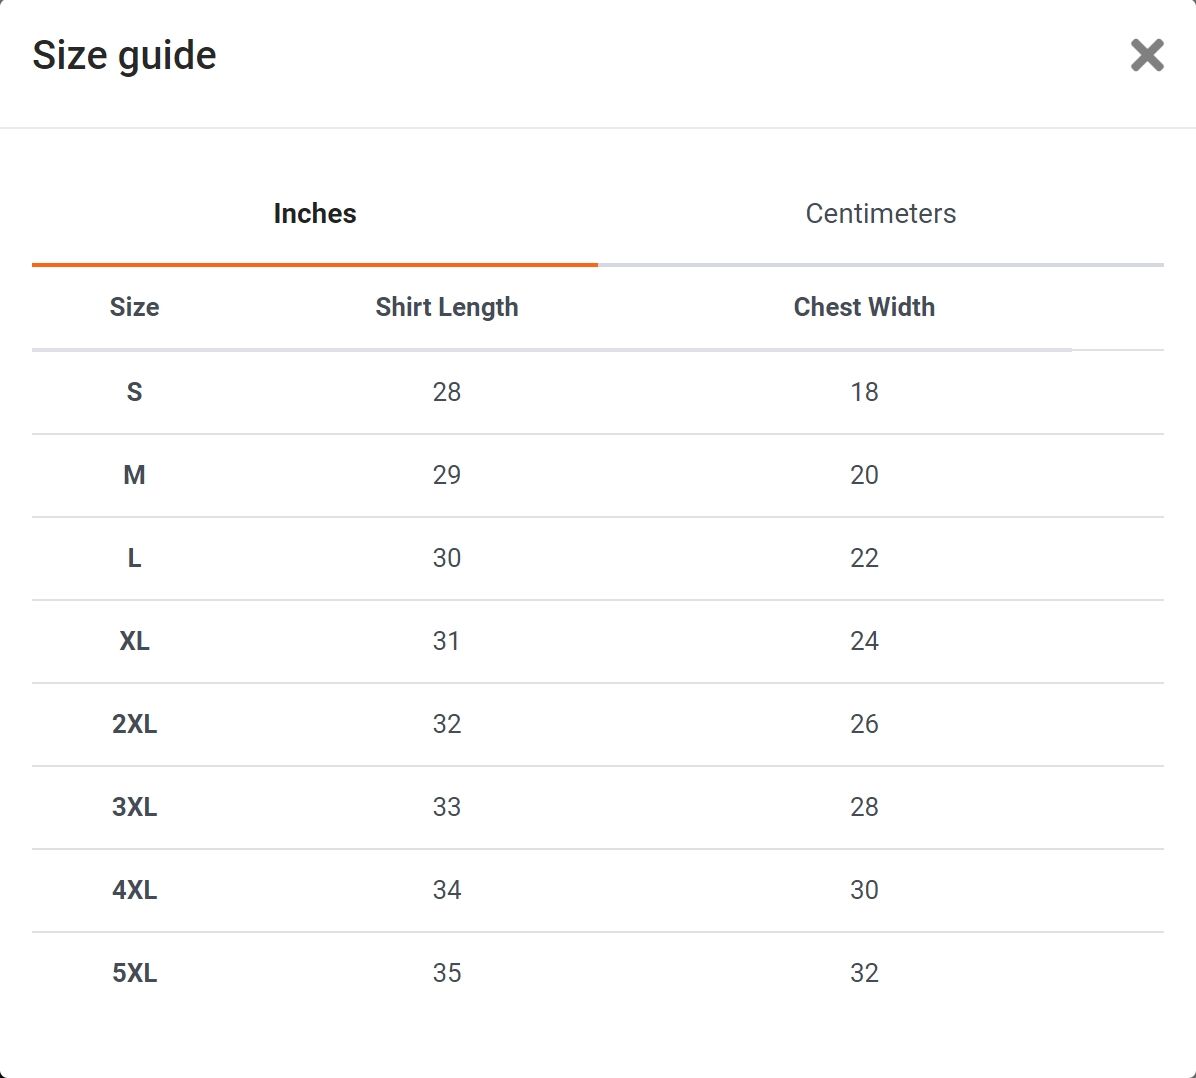 Size guide
Inches Centimeters
Size Shirt Length Chest Width
S 28 18
M 29 20
L 30 22
XL 31 24
2XL 32 26
3XL 33 28
4XL 34 30
5XL 35 32